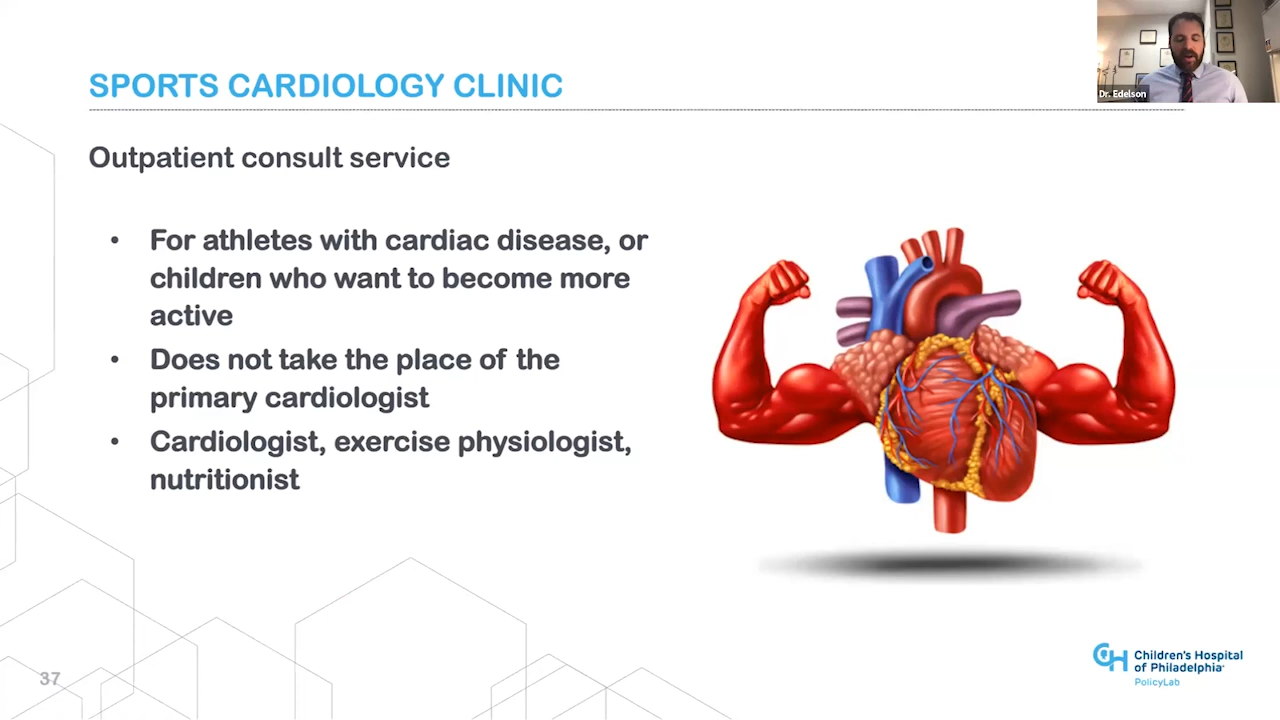 SPORTS CARDIOLOGY CLINIC
Dr. Edelson
Outpatient consult service
• For athletes with cardiac disease, or
children who want to become more
active
• Does not take the place of the
primary cardiologist
• Cardiologist, exercise physiologist,
nutritionist
37
CH Children's Hospital
of Philadelphia
PolicyLab